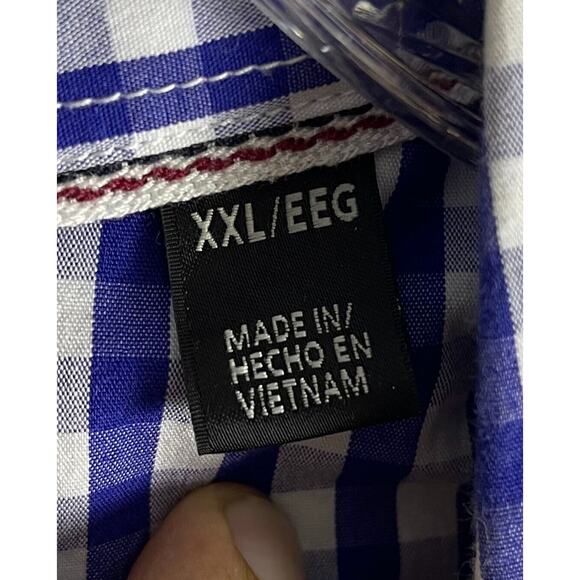 XXL/EEG
MADE IN/
HECHO EN
VIETNAM